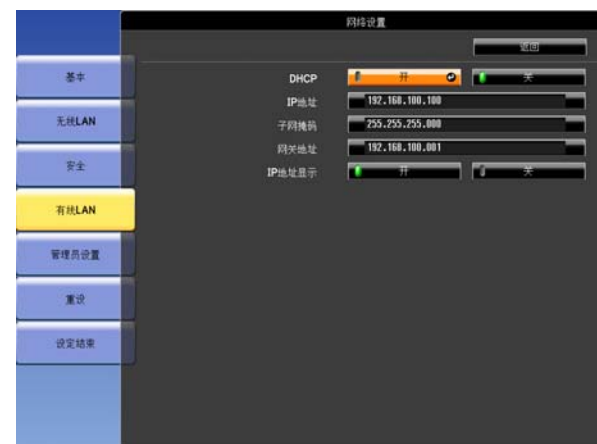 网络设置
返回
基本
无线LAN
安全
有线LAN
管理员设置
重设
设定结束
DHCP 开 关
IP地址 192.168.100.100
子网掩码 255.255.255.000
网关地址 192.168.100.001
IP地址显示 开 关